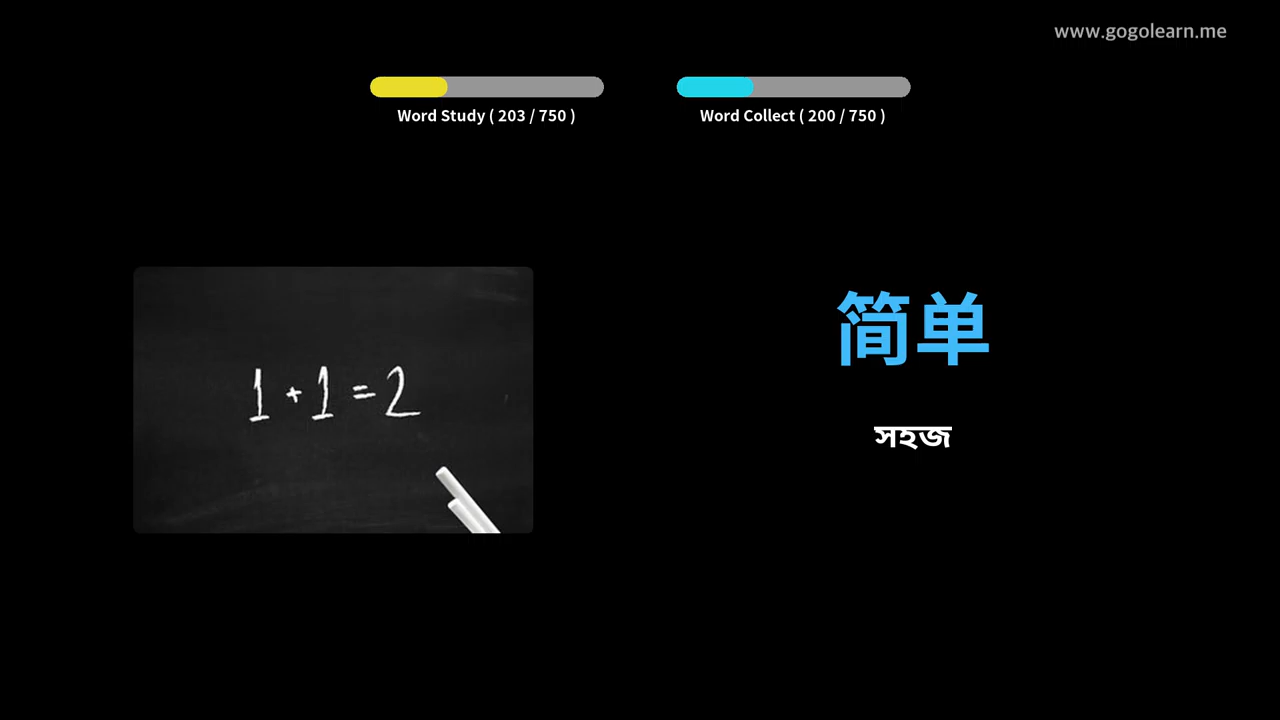 www.gogolearn.me
Word Study ( 203 / 750 )
Word Collect ( 200 / 750 )
1 + 1 = 2
简单
সহজ